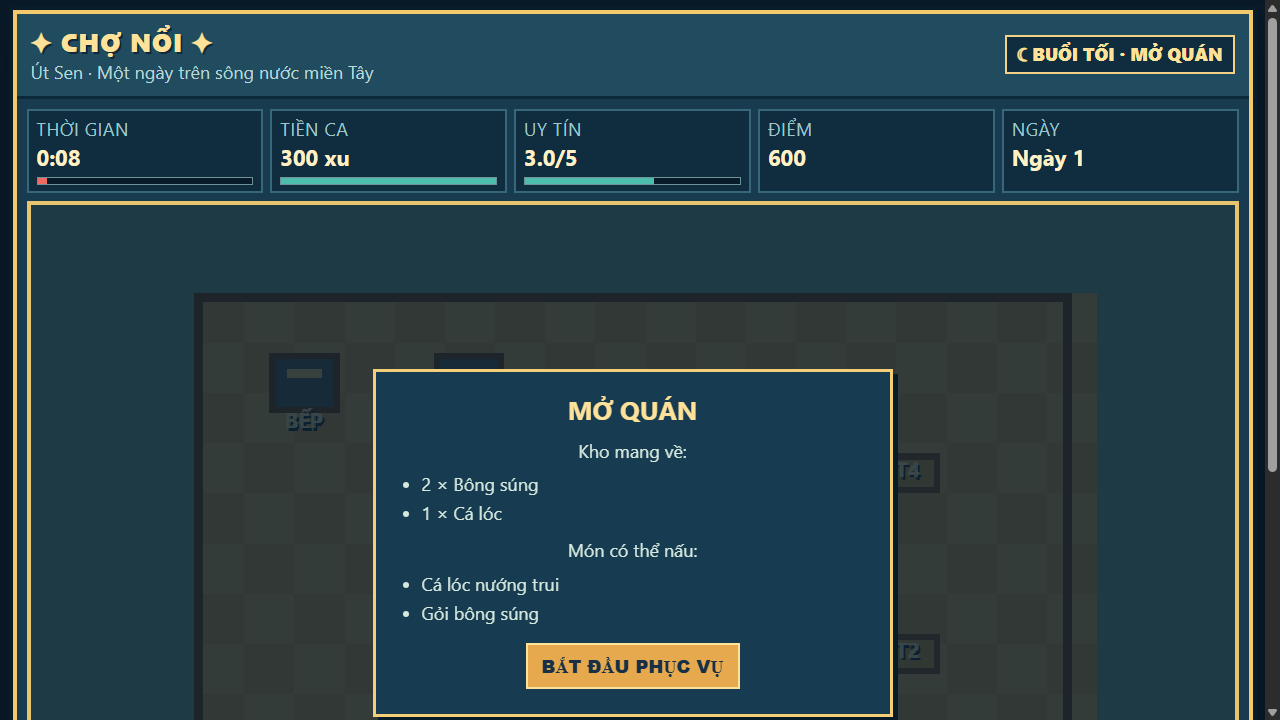 ✦ CHỢ NỔI ✦
Út Sen · Một ngày trên sông nước miền Tây
☾ BUỔI TỐI · MỞ QUÁN
THỜI GIAN
0:08
TIỀN CA
300 xu
UY TÍN
3.0/5
ĐIỂM
600
NGÀY
Ngày 1
BẾP
T4
T2
MỞ QUÁN
Kho mang về:
• 2 × Bông súng
• 1 × Cá lóc
Món có thể nấu:
• Cá lóc nướng trui
• Gỏi bông súng
BẮT ĐẦU PHỤC VỤ